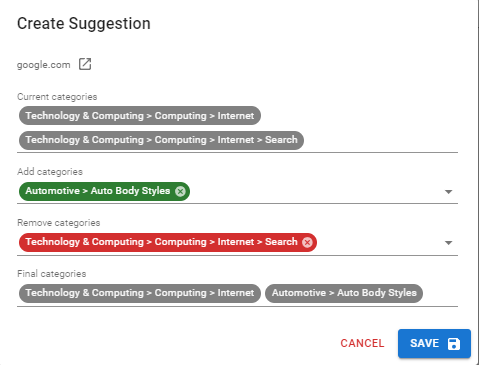 Create Suggestion
google.com
Current categories
Technology & Computing > Computing > Internet
Technology & Computing > Computing > Internet > Search
Add categories
Automotive > Auto Body Styles
Remove categories
Technology & Computing > Computing > Internet > Search
Final categories
Technology & Computing > Computing > Internet Automotive > Auto Body Styles
CANCEL SAVE